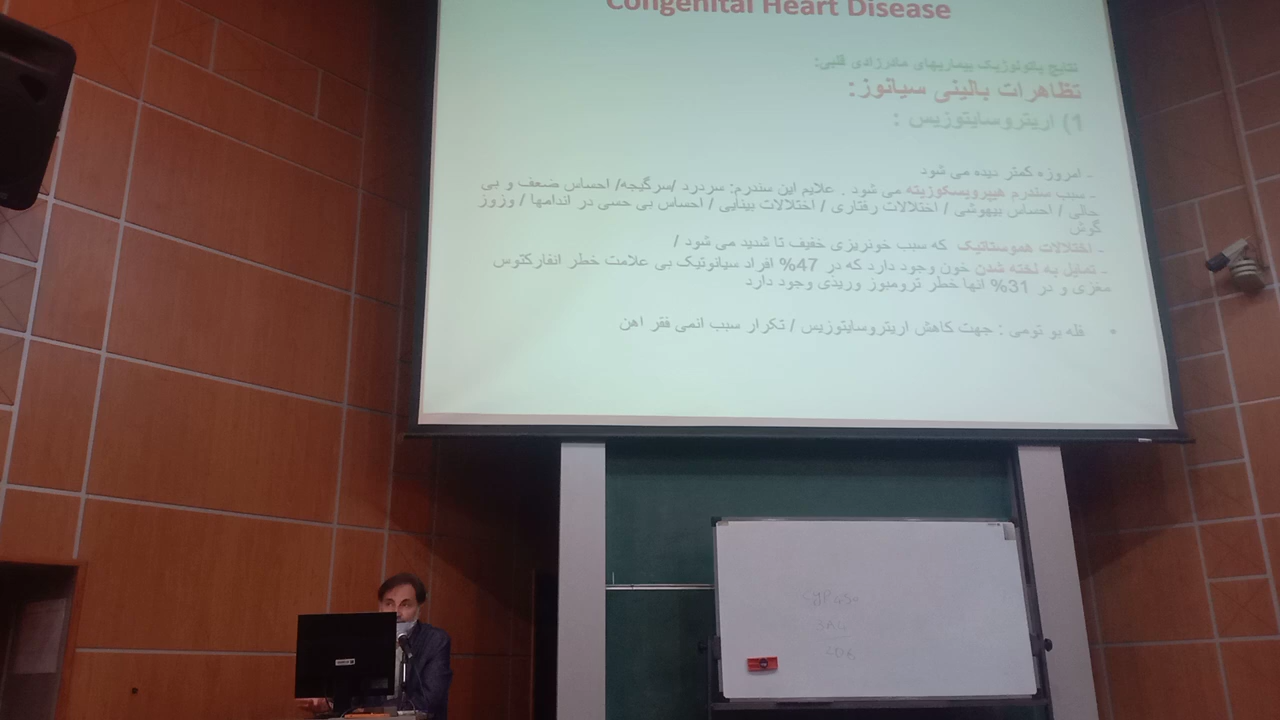 Congenital Heart Disease
نتایج پاتولوژیک بیماریهای مادرزادی قلبی:
تظاهرات بالینی سیانوز:
1) اریتروسایتوزیس :
- امروزه کمتر دیده می شود
- سبب سندرم هیپرویسکوزیته می شود . علایم این سندرم: سردرد /سرگیجه/ احساس ضعف و بی
حالی / احساس بیهوشی / اختلالات رفتاری / اختلالات بینایی / احساس بی حسی در اندامها / وزوز
گوش
- اختلالات هموستاتیک که سبب خونریزی خفیف تا شدید می شود /
- تمایل به لخته شدن خون وجود دارد که در 47% افراد سیانوتیک بی علامت خطر انفارکتوس
مغزی و در 31% آنها خطر ترومبوز وریدی وجود دارد
• فله بو تومی : جهت کاهش اریتروسایتوزیس / تکرار سبب انمی فقر اهن